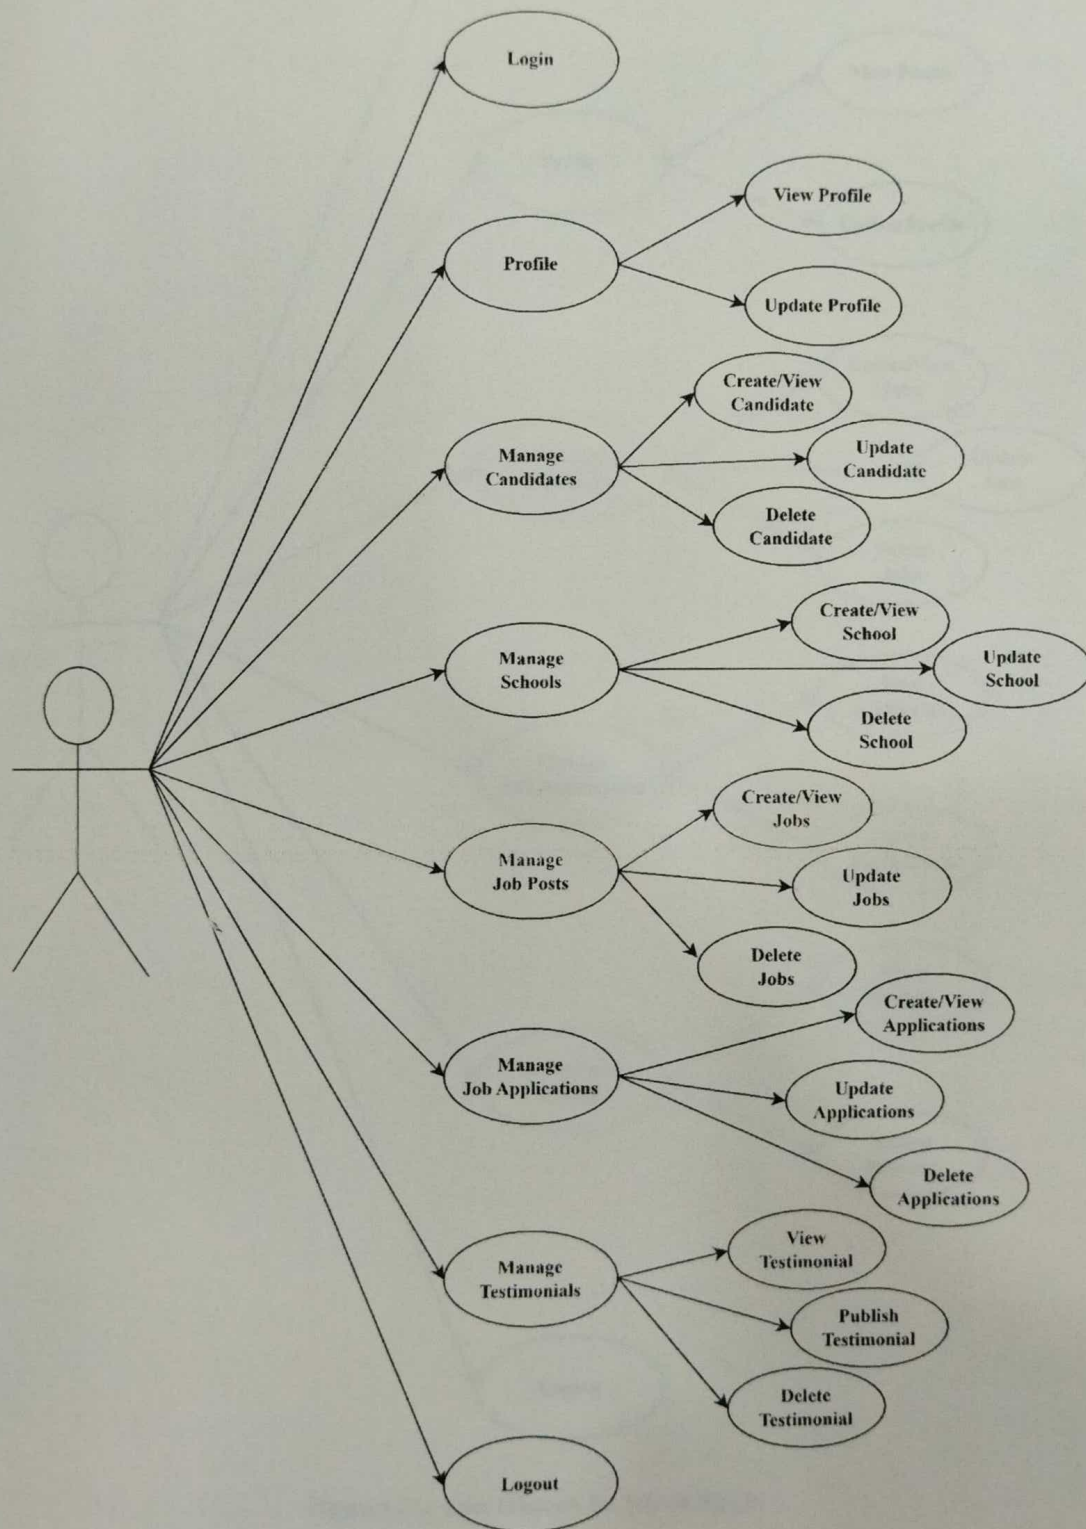 Login
View Profile
Profile
Update Profile
Create/View
Candidate
Manage
Candidates
Update
Candidate
Delete
Candidate
Create/View
School
Manage
Schools
Update
School
Delete
School
Create/View
Jobs
Manage
Job Posts
Update
Jobs
Delete
Jobs
Create/View
Applications
Manage
Job Applications
Update
Applications
Delete
Applications
View
Testimonial
Manage
Testimonials
Publish
Testimonial
Delete
Testimonial
Logout